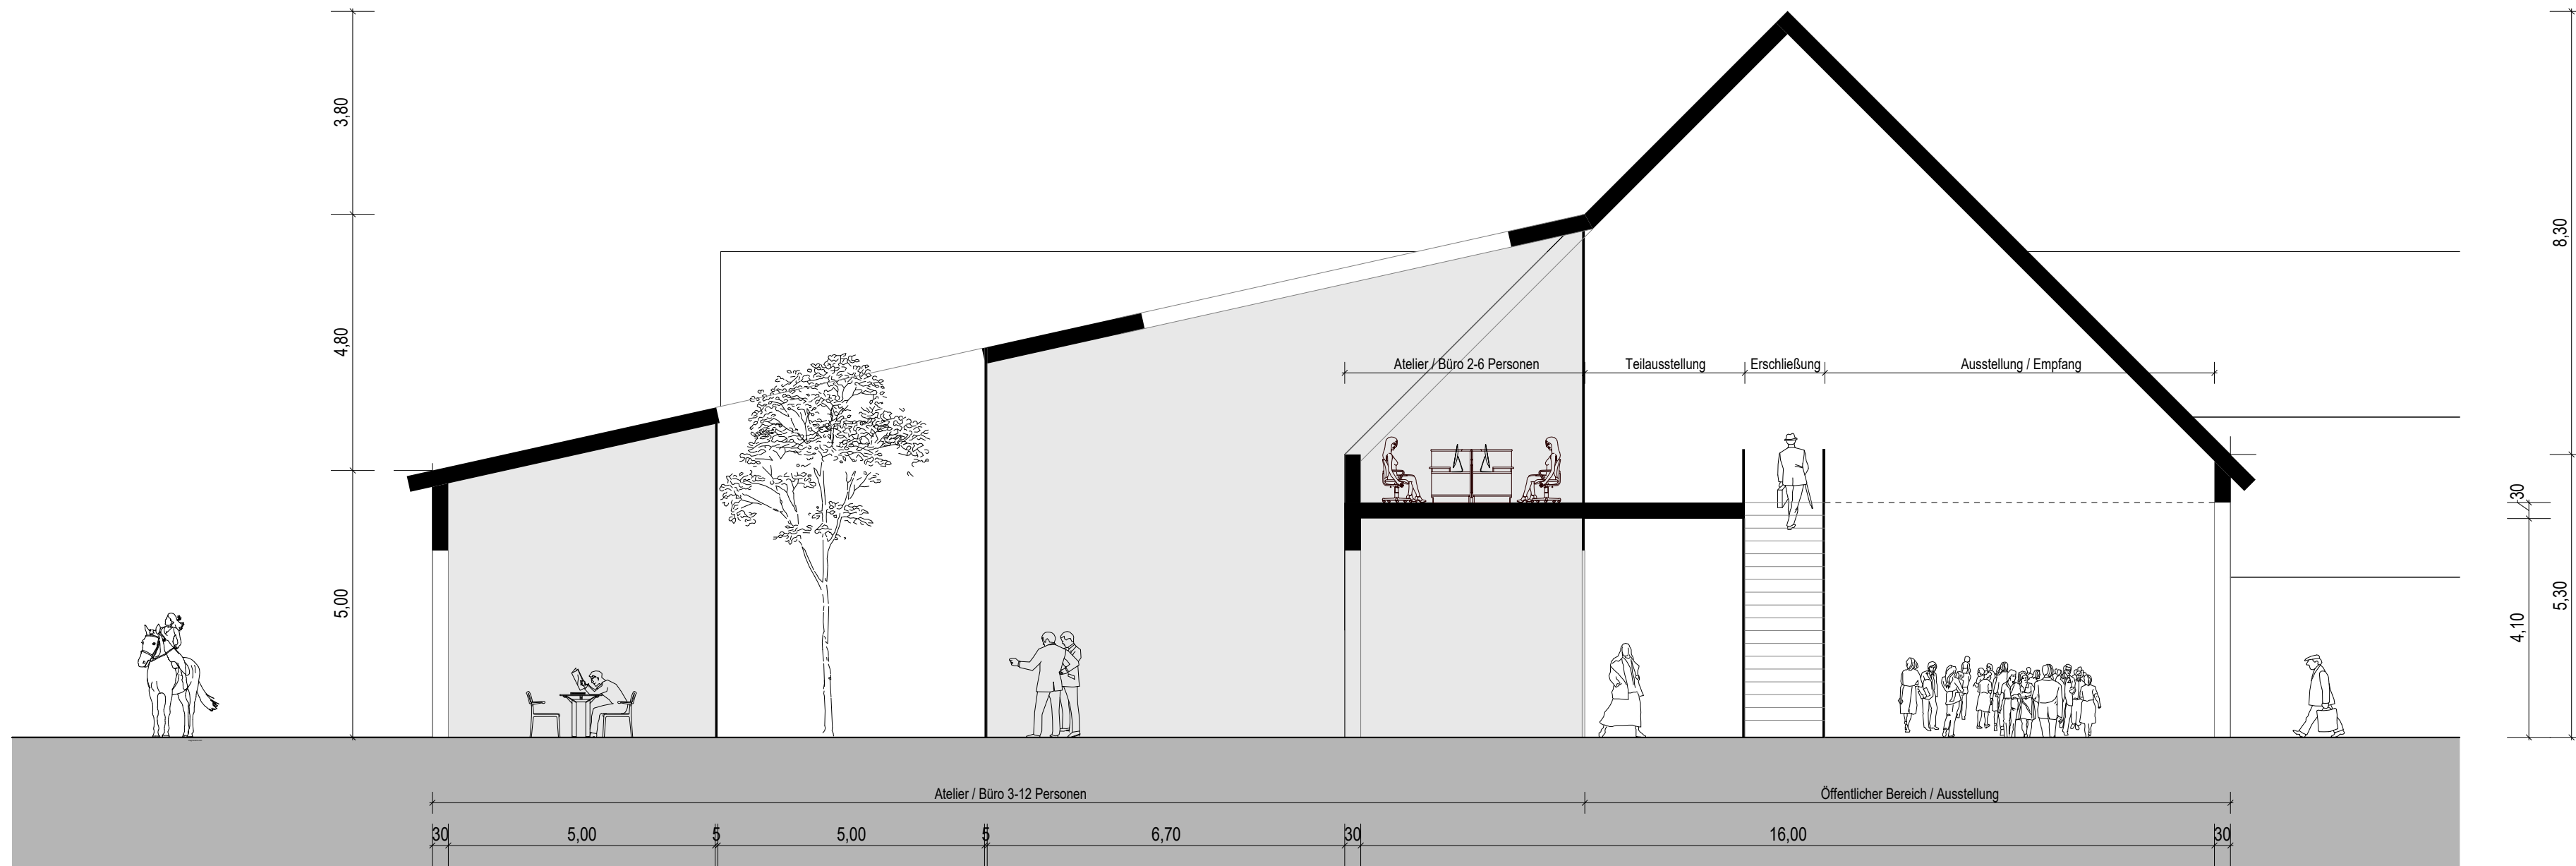 3,80
4,80
5,00
8,30
30
4,10
5,30
Atelier / Büro 2-6 Personen Teilausstellung Erschließung Ausstellung / Empfang
Atelier / Büro 3-12 Personen Öffentlicher Bereich / Ausstellung
30 5,00 5 5,00 5 6,70 30 16,00 30